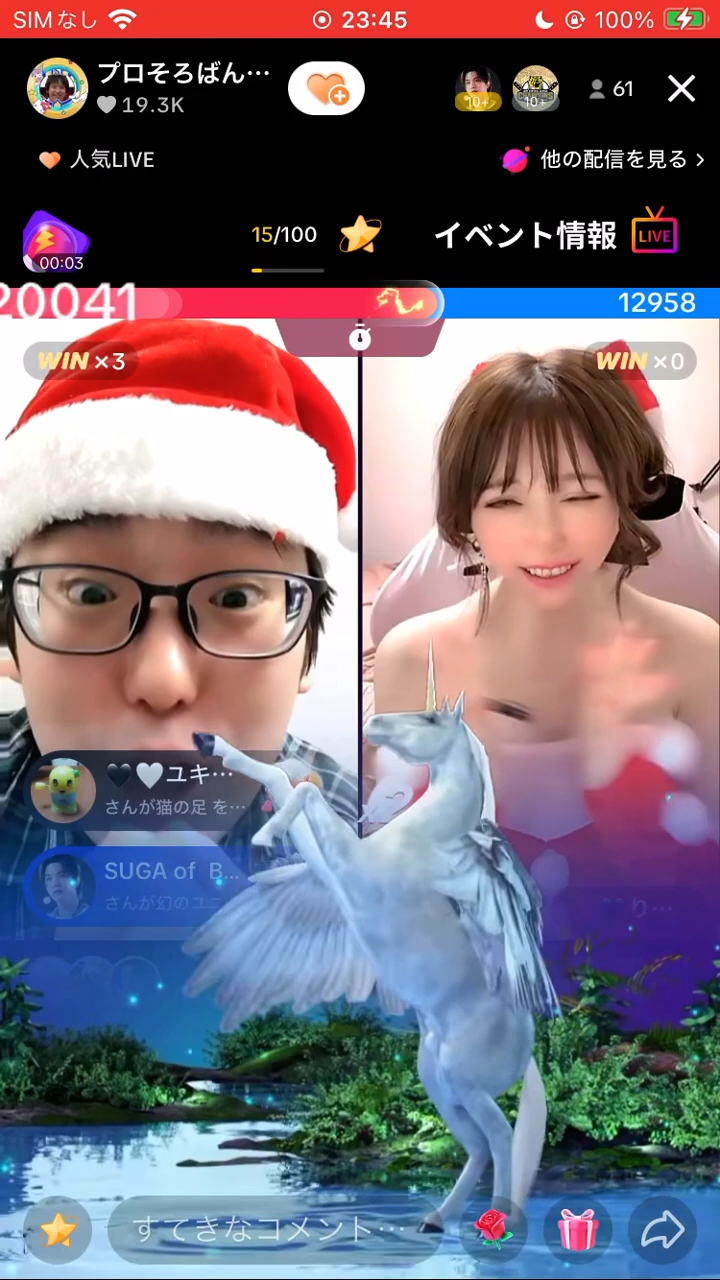 SIMなし 23:45 100%
プロそろばん…
19.3K
10+ 10+ 61
人気LIVE 他の配信を見る
00:03 15/100 イベント情報 LIVE
20041 12958
WIN ×3 WIN ×0
🖤🤍ユキ…
さんが猫の足 を…
SUGA of B…
さんが幻のユニ
り…
すてきなコメント…